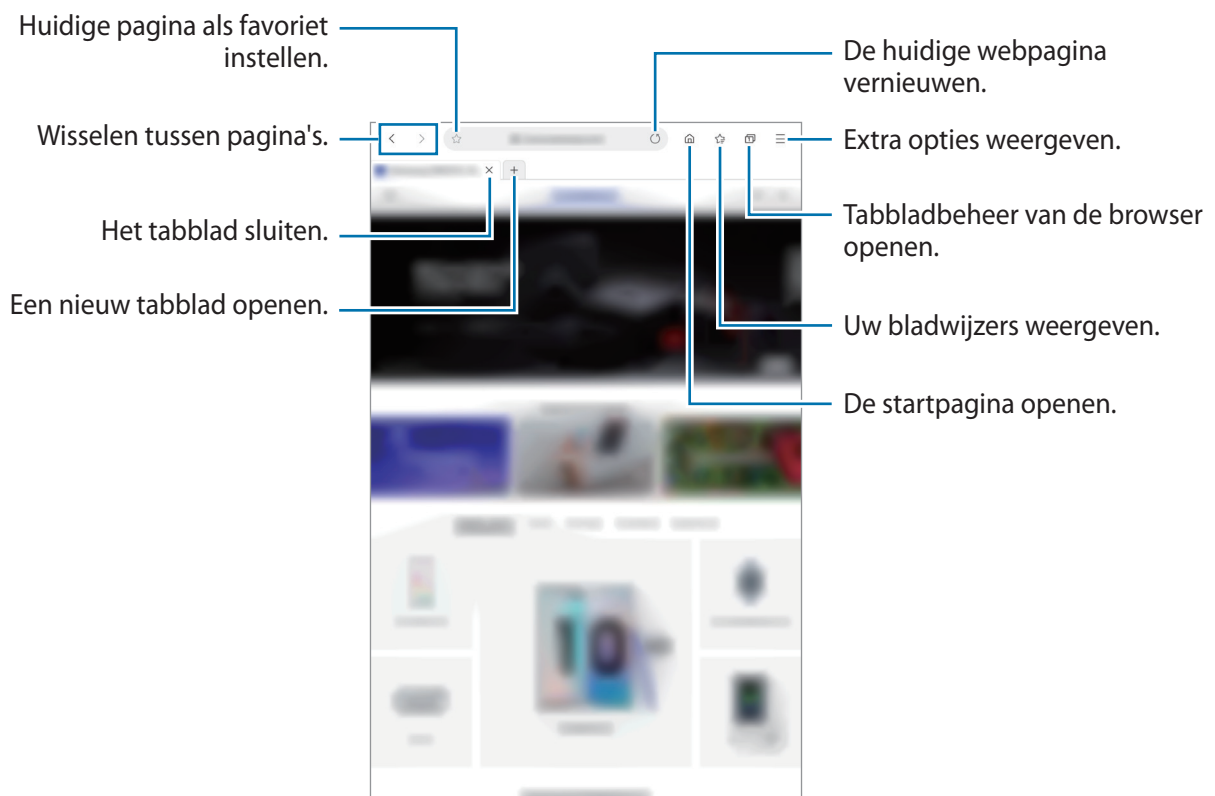 Huidige pagina als favoriet
instellen.
Wisselen tussen pagina's.
Het tabblad sluiten.
Een nieuw tabblad openen.
De huidige webpagina
vernieuwen.
Extra opties weergeven.
Tabbladbeheer van de browser
openen.
Uw bladwijzers weergeven.
De startpagina openen.